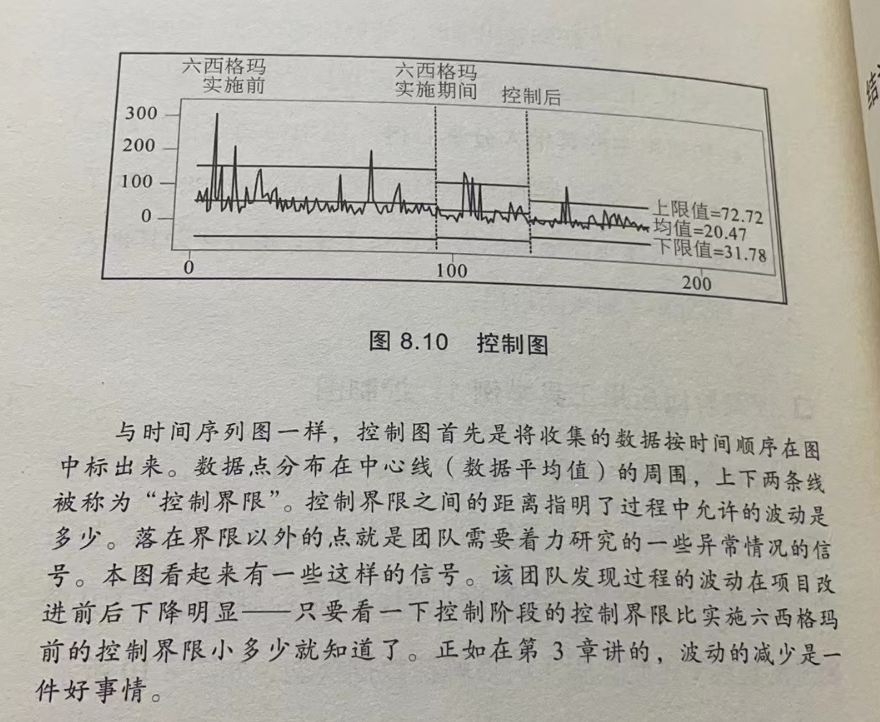 六西格玛
实施前
六西格玛
实施期间
控制后
300
200
100
0
上限值=72.72
均值=20.47
下限值=31.78
0
100
200
图 8.10 控制图
与时间序列图一样，控制图首先是将收集的数据按时间顺序在图
中标出来。数据点分布在中心线（数据平均值）的周围，上下两条线
被称为“控制界限”。控制界限之间的距离指明了过程中允许的波动是
多少。落在界限以外的点就是团队需要着力研究的一些异常情况的信
号。本图看起来有一些这样的信号。该团队发现过程的波动在项目改
进前后下降明显——只要看一下控制阶段的控制界限比实施六西格玛
前的控制界限小多少就知道了。正如在第 3 章讲的，波动的减少是一
件好事情。